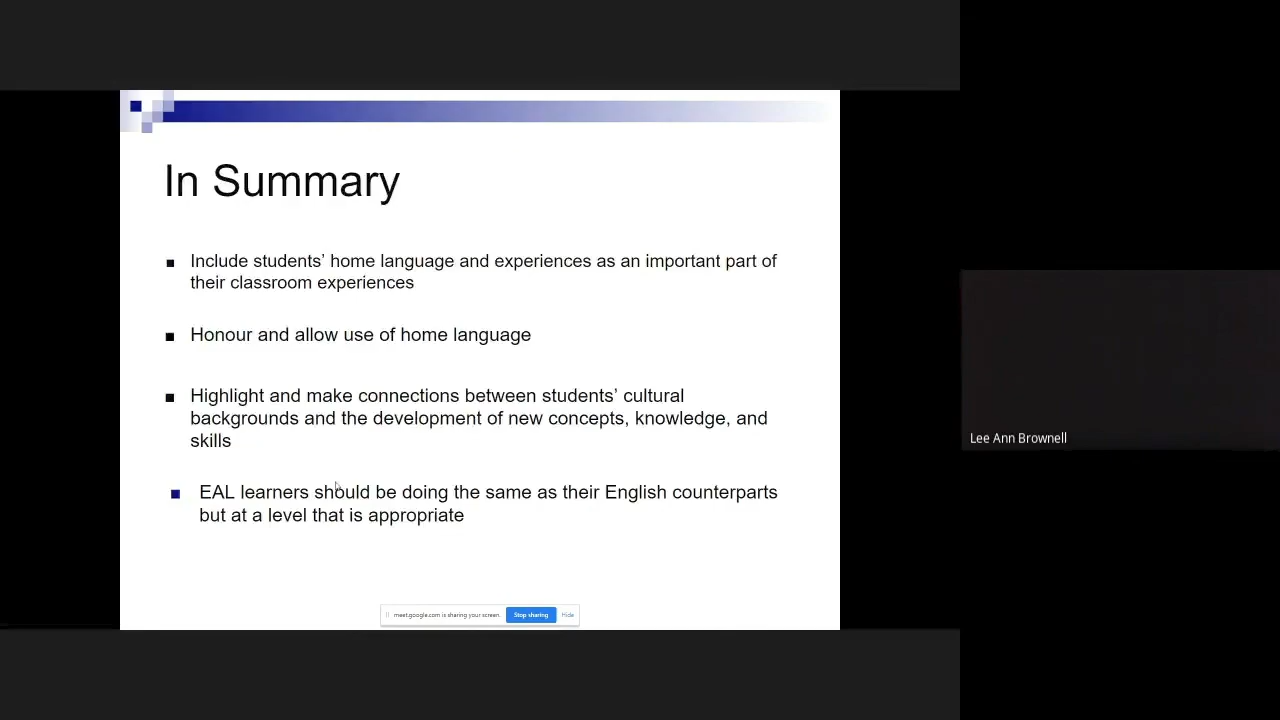 In Summary
Include students’ home language and experiences as an important part of
their classroom experiences
Honour and allow use of home language
Highlight and make connections between students’ cultural
backgrounds and the development of new concepts, knowledge, and
skills
EAL learners should be doing the same as their English counterparts
but at a level that is appropriate
meet.google.com is sharing your screen. Stop sharing Hide
Lee Ann Brownell